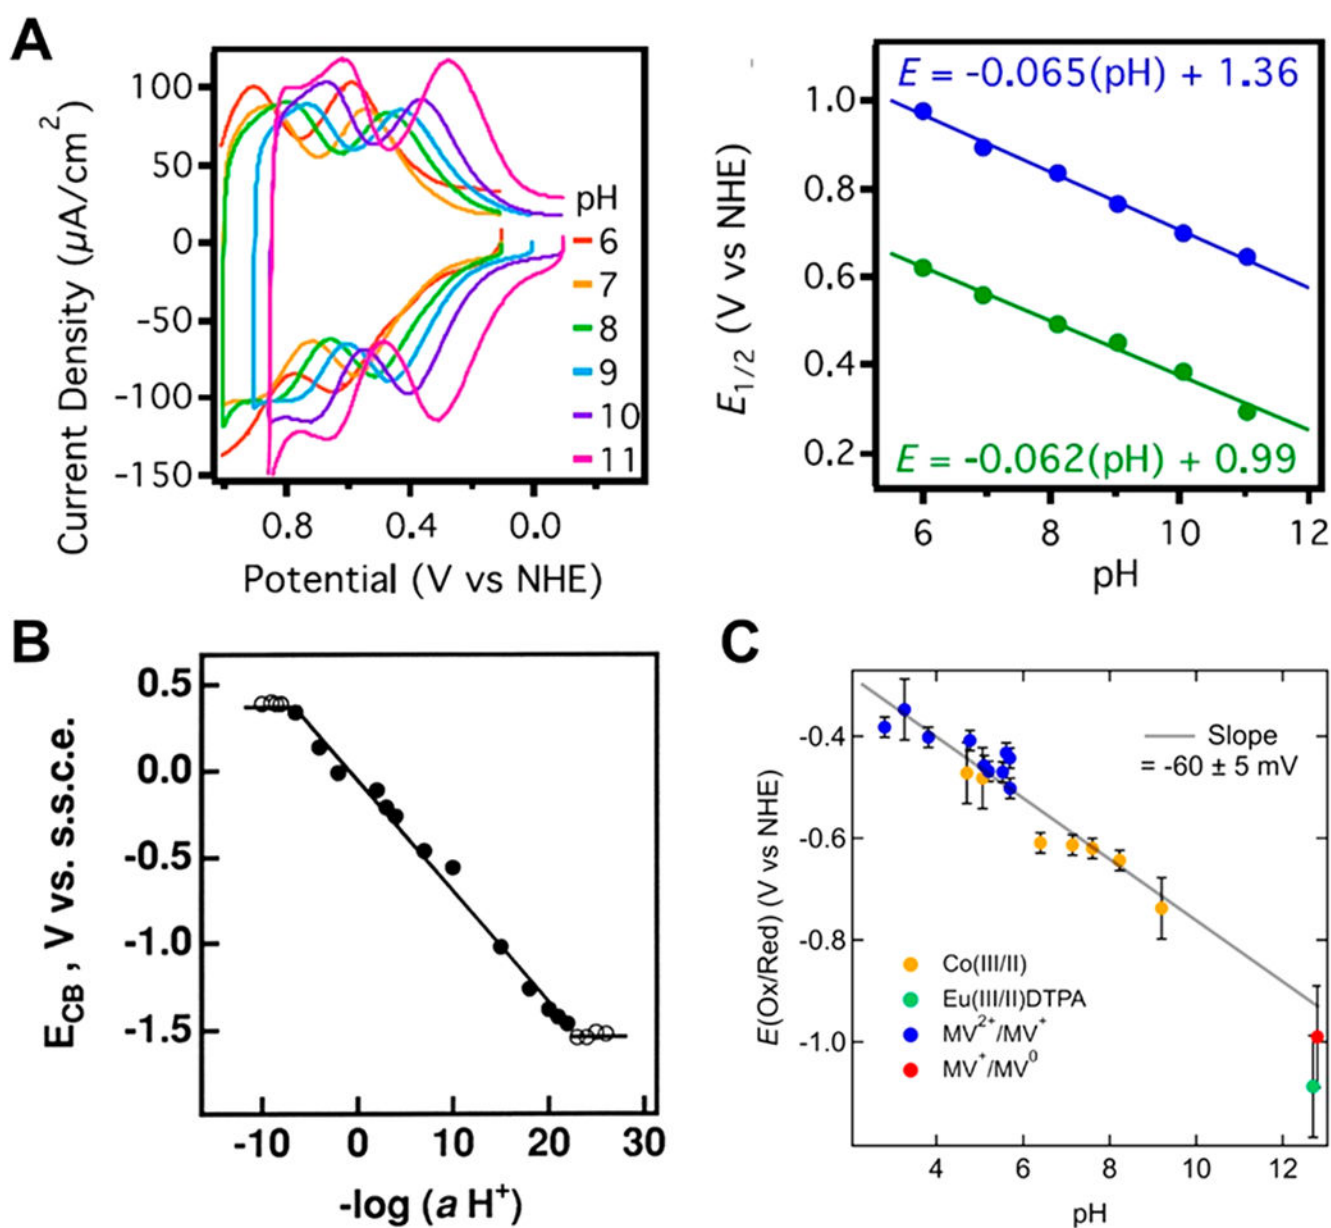 A
100
50
0
-50
-100
-150
Current Density (µA/cm²)
0.8 0.4 0.0
Potential (V vs NHE)
pH
6
7
8
9
10
11
E = -0.065(pH) + 1.36
1.0
0.8
0.6
0.4
0.2
E₁/₂ (V vs NHE)
E = -0.062(pH) + 0.99
6 8 10 12
pH
B
0.5
0.0
-0.5
-1.0
-1.5
E_CB, V vs. s.s.c.e.
-10 0 10 20 30
-log (a H⁺)
C
-0.4
-0.6
-0.8
-1.0
E(Ox/Red) (V vs NHE)
Slope
= -60 ± 5 mV
Co(III/II)
Eu(III/II)DTPA
MV²⁺/MV⁺
MV⁺/MV⁰
4 6 8 10 12
pH